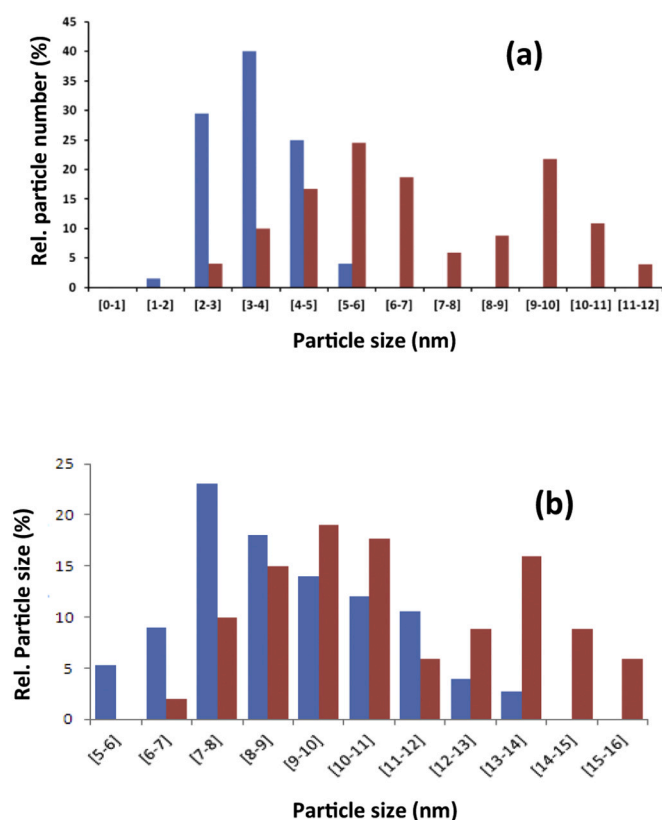 (a)
Rel. particle number (%)
45
40
35
30
25
20
15
10
5
0
[0-1] [1-2] [2-3] [3-4] [4-5] [5-6] [6-7] [7-8] [8-9] [9-10] [10-11] [11-12]
Particle size (nm)
(b)
Rel. Particle size (%)
25
20
15
10
5
0
[5-6] [6-7] [7-8] [8-9] [9-10] [10-11] [11-12] [12-13] [13-14] [14-15] [15-16]
Particle size (nm)